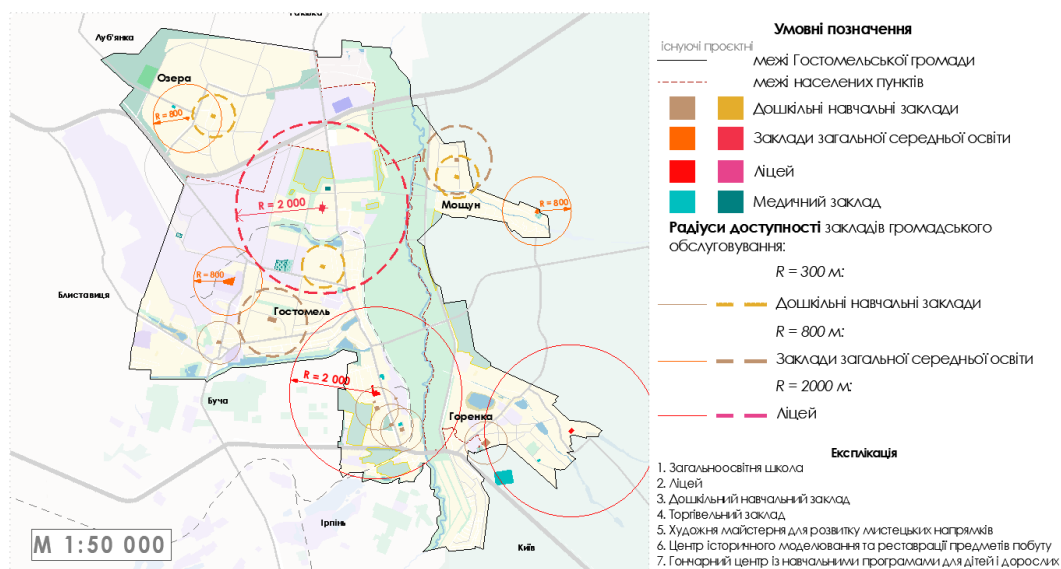 Луб'янка
Озера
R = 800
R = 2 000
Мощун
R = 800
R = 800
Блиставиця
Гостомель
R = 2 000
Буча
Горенка
Ірпінь
Київ
М 1:50 000
Умовні позначення
існуючі проєктні
межі Гостомельської громади
межі населених пунктів
Дошкільні навчальні заклади
Заклади загальної середньої освіти
Ліцей
Медичний заклад
Радіуси доступності закладів громадського
обслуговування:
R = 300 м:
Дошкільні навчальні заклади
R = 800 м:
Заклади загальної середньої освіти
R = 2000 м:
Ліцей
Експлікація
1. Загальноосвітня школа
2. Ліцей
3. Дошкільний навчальний заклад
4. Торгівельний заклад
5. Художня майстерня для розвитку мистецьких напрямків
6. Центр історичного моделювання та реставрації предметів побуту
7. Гончарний центр із навчальними програмами для дітей і дорослих